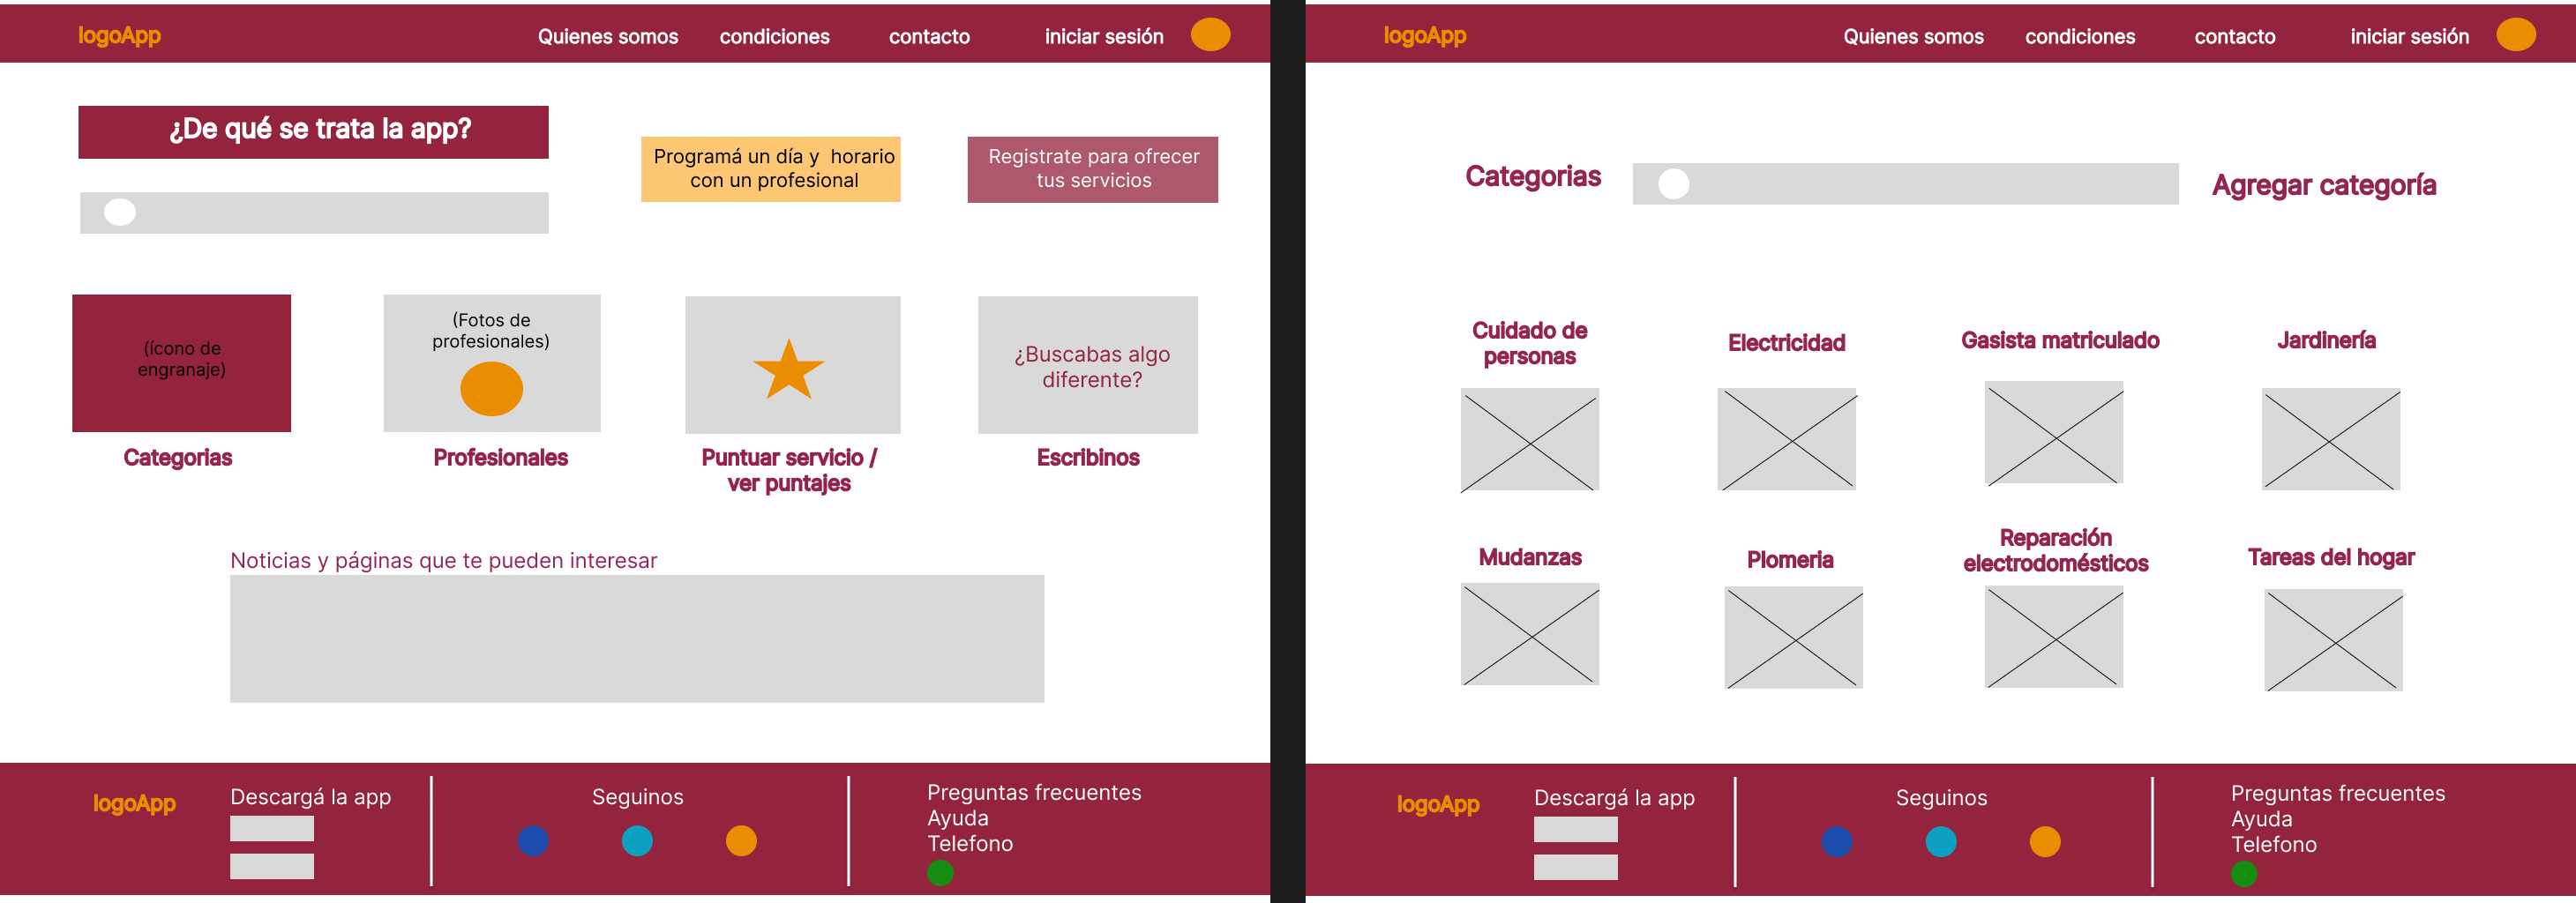 logoApp
Quienes somos
condiciones
contacto
iniciar sesión
¿De qué se trata la app?
Programá un día y  horario
con un profesional
Registrate para ofrecer
tus servicios
(ícono de
engranaje)
Categorias
(Fotos de
profesionales)
Profesionales
Puntuar servicio /
ver puntajes
¿Buscabas algo
diferente?
Escribinos
Noticias y páginas que te pueden interesar
logoApp
Descargá la app
Seguinos
Preguntas frecuentes
Ayuda
Telefono
logoApp
Quienes somos
condiciones
contacto
iniciar sesión
Categorias
Agregar categoría
Cuidado de
personas
Electricidad
Gasista matriculado
Jardinería
Mudanzas
Plomeria
Reparación
electrodomésticos
Tareas del hogar
logoApp
Descargá la app
Seguinos
Preguntas frecuentes
Ayuda
Telefono